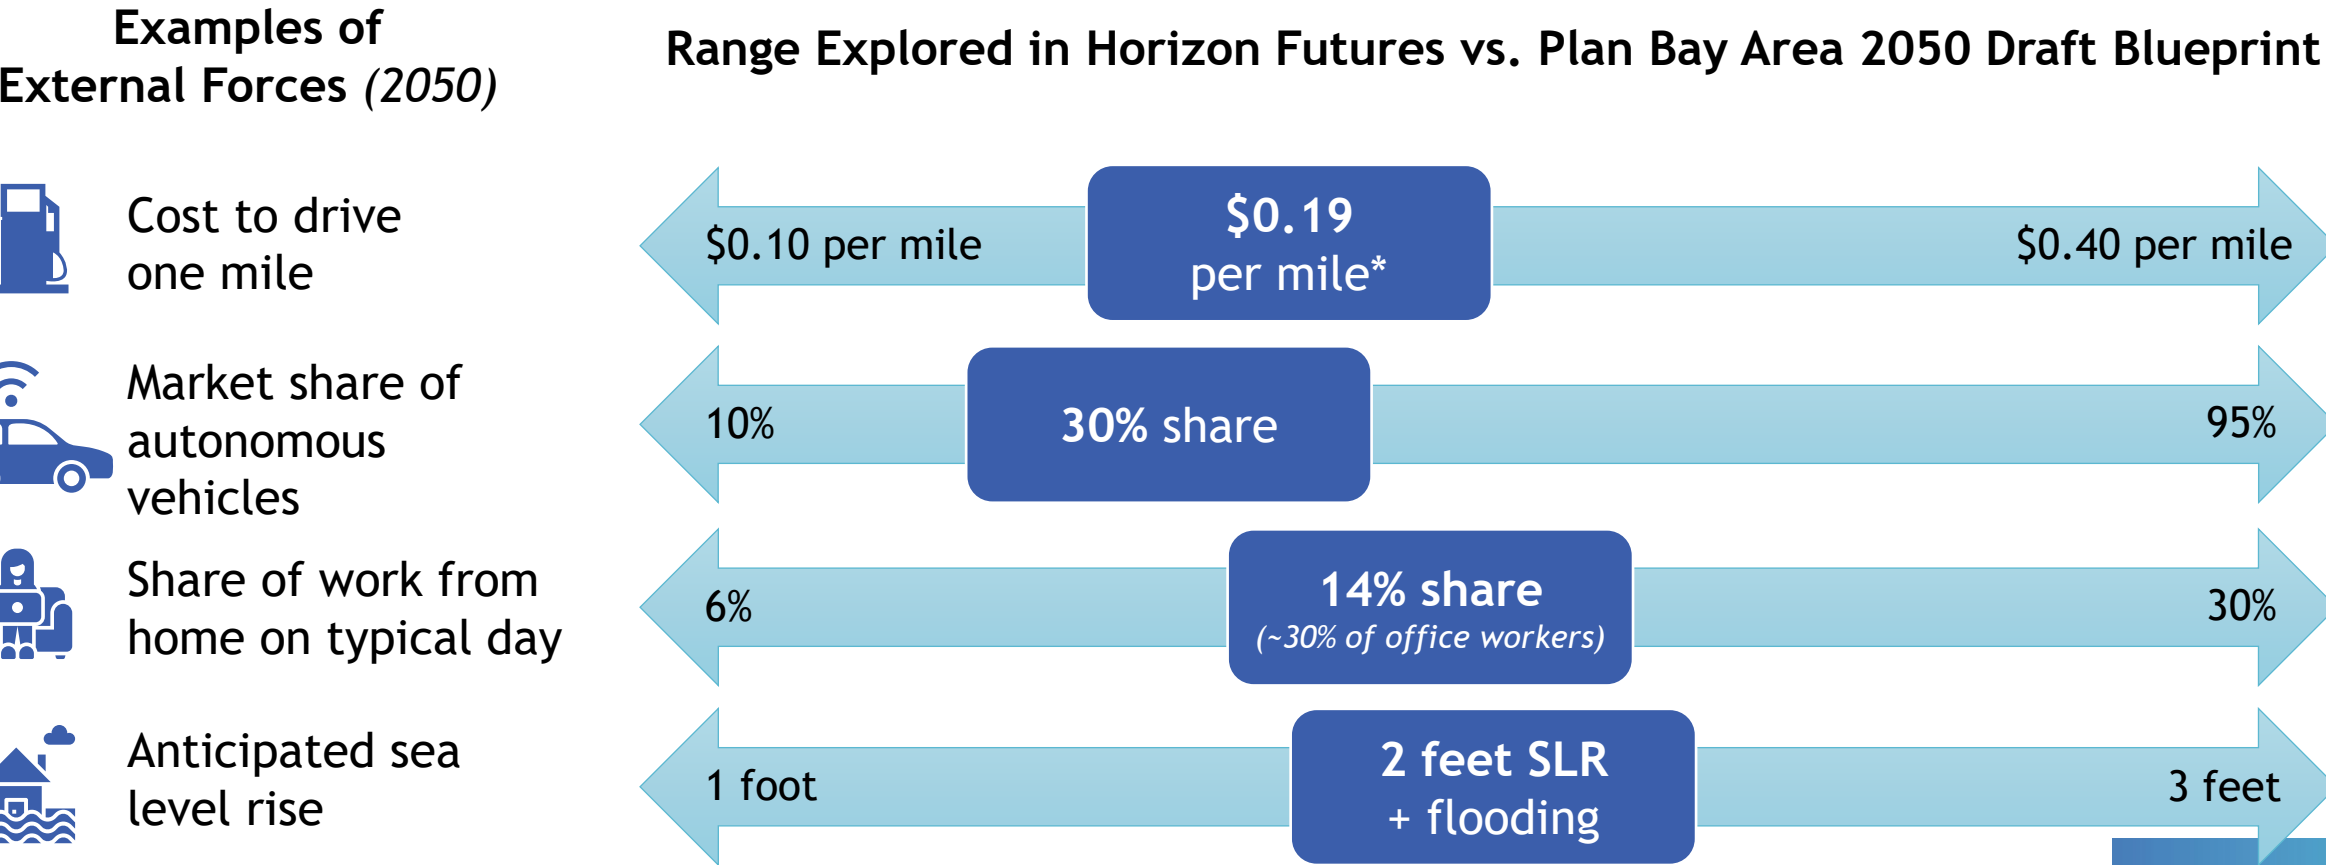 Examples of
External Forces (2050)
Range Explored in Horizon Futures vs. Plan Bay Area 2050 Draft Blueprint
Cost to drive
one mile
$0.10 per mile
$0.19
per mile*
$0.40 per mile
Market share of
autonomous
vehicles
10%
30% share
95%
Share of work from
home on typical day
6%
14% share
(~30% of office workers)
30%
Anticipated sea
level rise
1 foot
2 feet SLR
+ flooding
3 feet